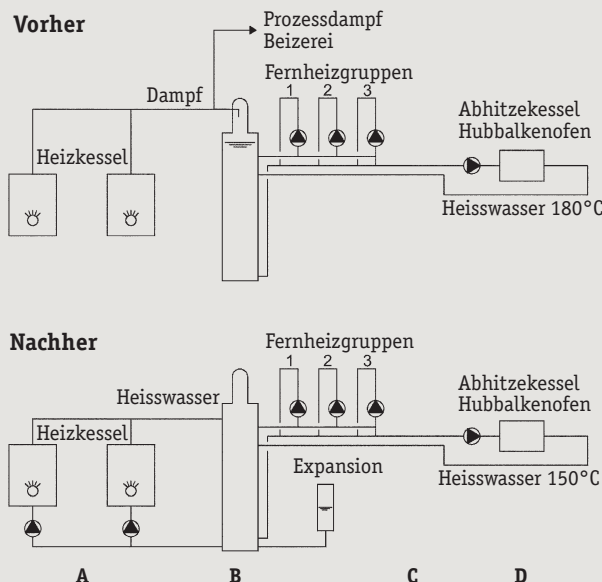 Vorher
Prozessdampf
Beizerei
Dampf
Fernheizgruppen
1 2 3
Abhitzekessel
Hubbalkenofen
Heizkessel
Heisswasser 180°C
Nachher
Fernheizgruppen
1 2 3
Heisswasser
Abhitzekessel
Hubbalkenofen
Heizkessel
Expansion
Heisswasser 150°C
A B C D